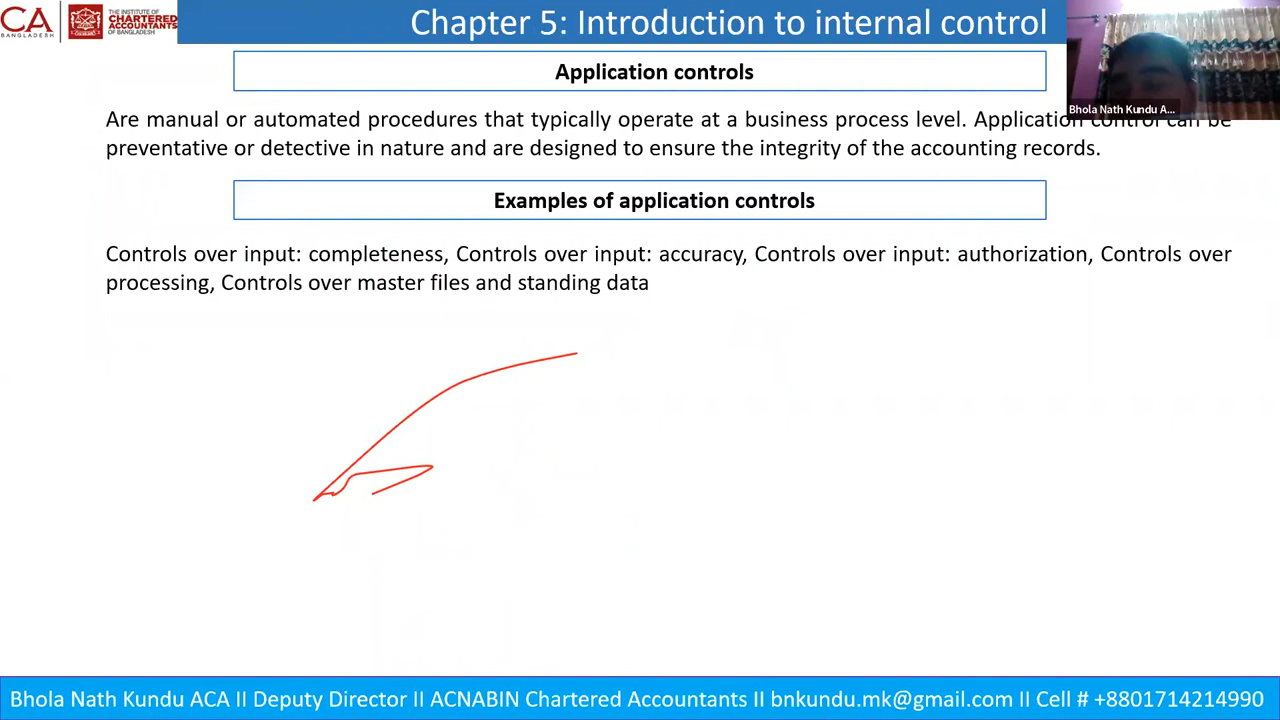 CA
BANGLADESH
THE INSTITUTE OF
CHARTERED
ACCOUNTANTS
OF BANGLADESH
Chapter 5: Introduction to internal control
Bhola Nath Kundu A...
Application controls
Are manual or automated procedures that typically operate at a business process level. Application control can be
preventative or detective in nature and are designed to ensure the integrity of the accounting records.
Examples of application controls
Controls over input: completeness, Controls over input: accuracy, Controls over input: authorization, Controls over
processing, Controls over master files and standing data
Bhola Nath Kundu ACA II Deputy Director II ACNABIN Chartered Accountants II bnkundu.mk@gmail.com II Cell # +8801714214990